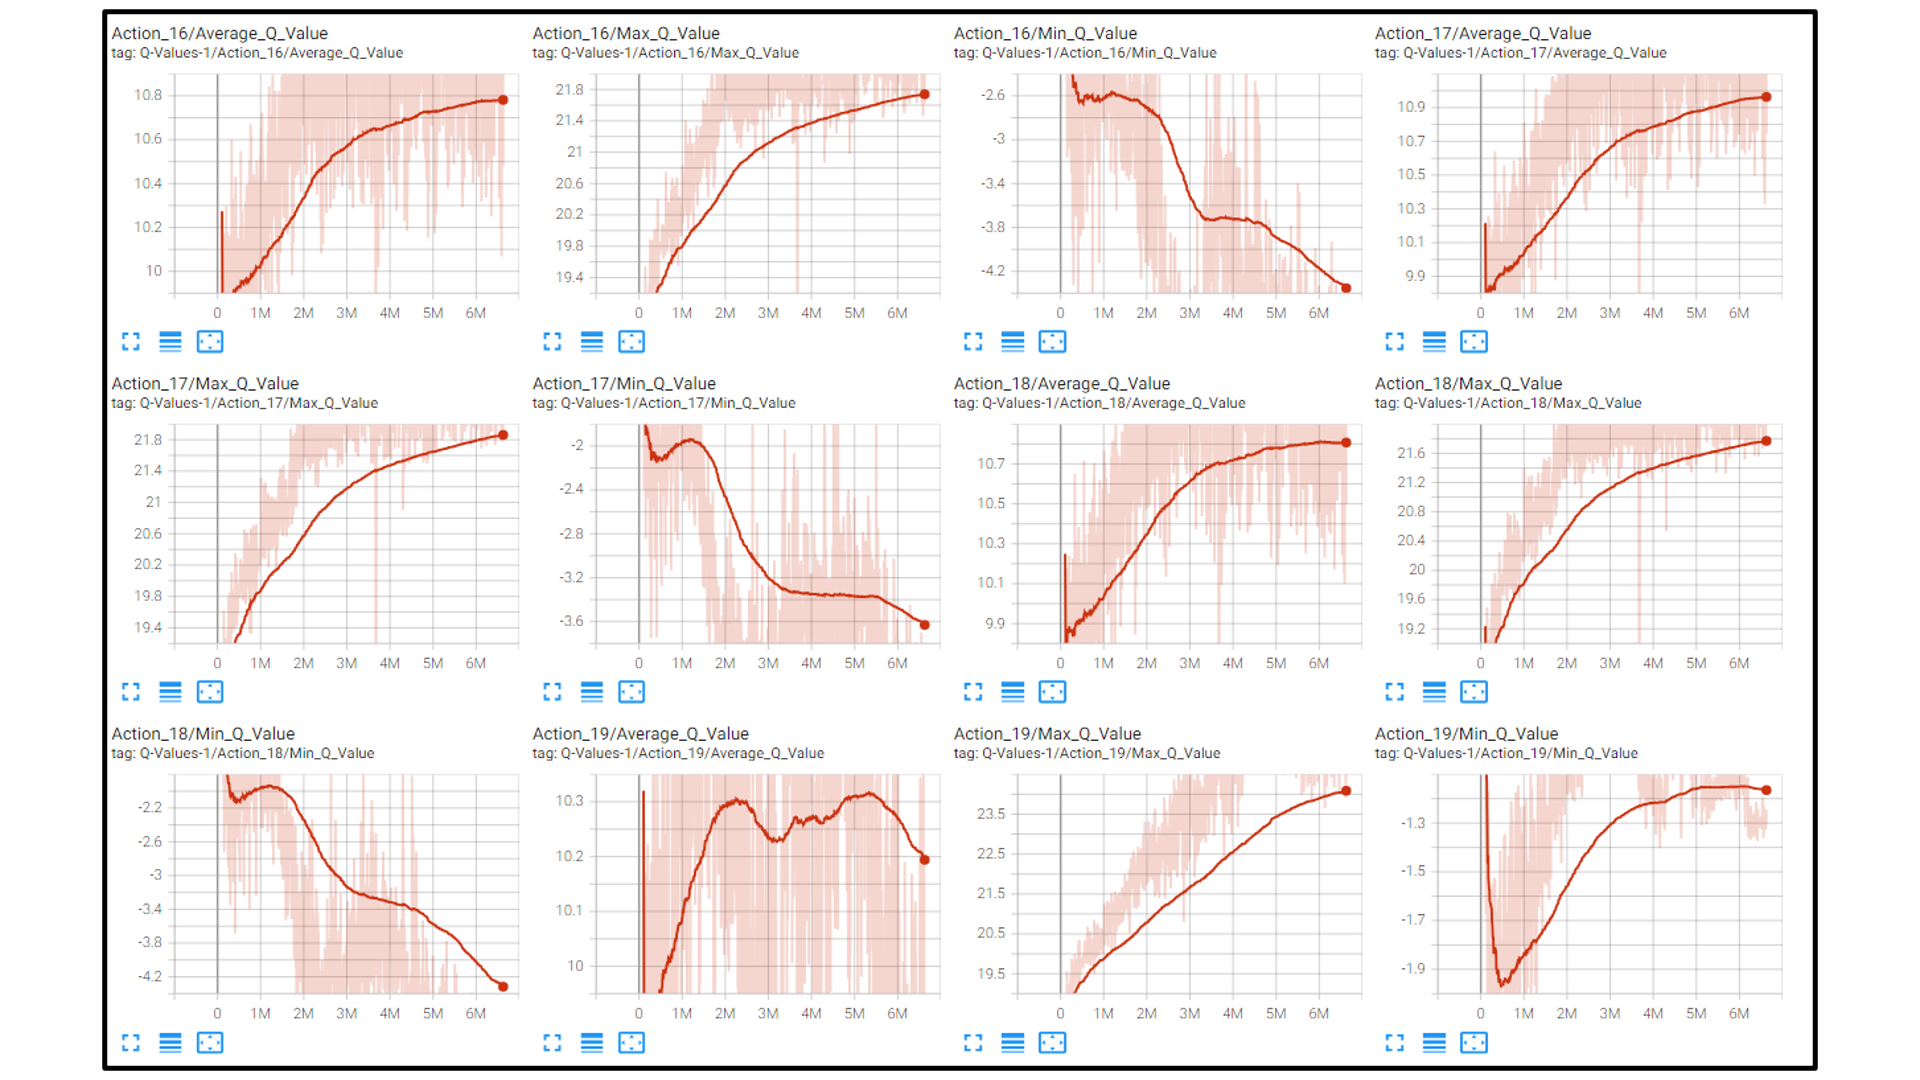 Action_16/Average_Q_Value
tag: Q-Values-1/Action_16/Average_Q_Value
10.8
10.6
10.4
10.2
10
0 1M 2M 3M 4M 5M 6M
Action_16/Max_Q_Value
tag: Q-Values-1/Action_16/Max_Q_Value
21.8
21.4
21
20.6
20.2
19.8
19.4
0 1M 2M 3M 4M 5M 6M
Action_16/Min_Q_Value
tag: Q-Values-1/Action_16/Min_Q_Value
-2.6
-3
-3.4
-3.8
-4.2
0 1M 2M 3M 4M 5M 6M
Action_17/Average_Q_Value
tag: Q-Values-1/Action_17/Average_Q_Value
10.9
10.7
10.5
10.3
10.1
9.9
0 1M 2M 3M 4M 5M 6M
Action_17/Max_Q_Value
tag: Q-Values-1/Action_17/Max_Q_Value
21.8
21.4
21
20.6
20.2
19.8
19.4
0 1M 2M 3M 4M 5M 6M
Action_17/Min_Q_Value
tag: Q-Values-1/Action_17/Min_Q_Value
-2
-2.4
-2.8
-3.2
-3.6
0 1M 2M 3M 4M 5M 6M
Action_18/Average_Q_Value
tag: Q-Values-1/Action_18/Average_Q_Value
10.7
10.5
10.3
10.1
9.9
0 1M 2M 3M 4M 5M 6M
Action_18/Max_Q_Value
tag: Q-Values-1/Action_18/Max_Q_Value
21.6
21.2
20.8
20.4
20
19.6
19.2
0 1M 2M 3M 4M 5M 6M
Action_18/Min_Q_Value
tag: Q-Values-1/Action_18/Min_Q_Value
-2.2
-2.6
-3
-3.4
-3.8
-4.2
0 1M 2M 3M 4M 5M 6M
Action_19/Average_Q_Value
tag: Q-Values-1/Action_19/Average_Q_Value
10.3
10.2
10.1
10
0 1M 2M 3M 4M 5M 6M
Action_19/Max_Q_Value
tag: Q-Values-1/Action_19/Max_Q_Value
23.5
22.5
21.5
20.5
19.5
0 1M 2M 3M 4M 5M 6M
Action_19/Min_Q_Value
tag: Q-Values-1/Action_19/Min_Q_Value
-1.3
-1.5
-1.7
-1.9
0 1M 2M 3M 4M 5M 6M